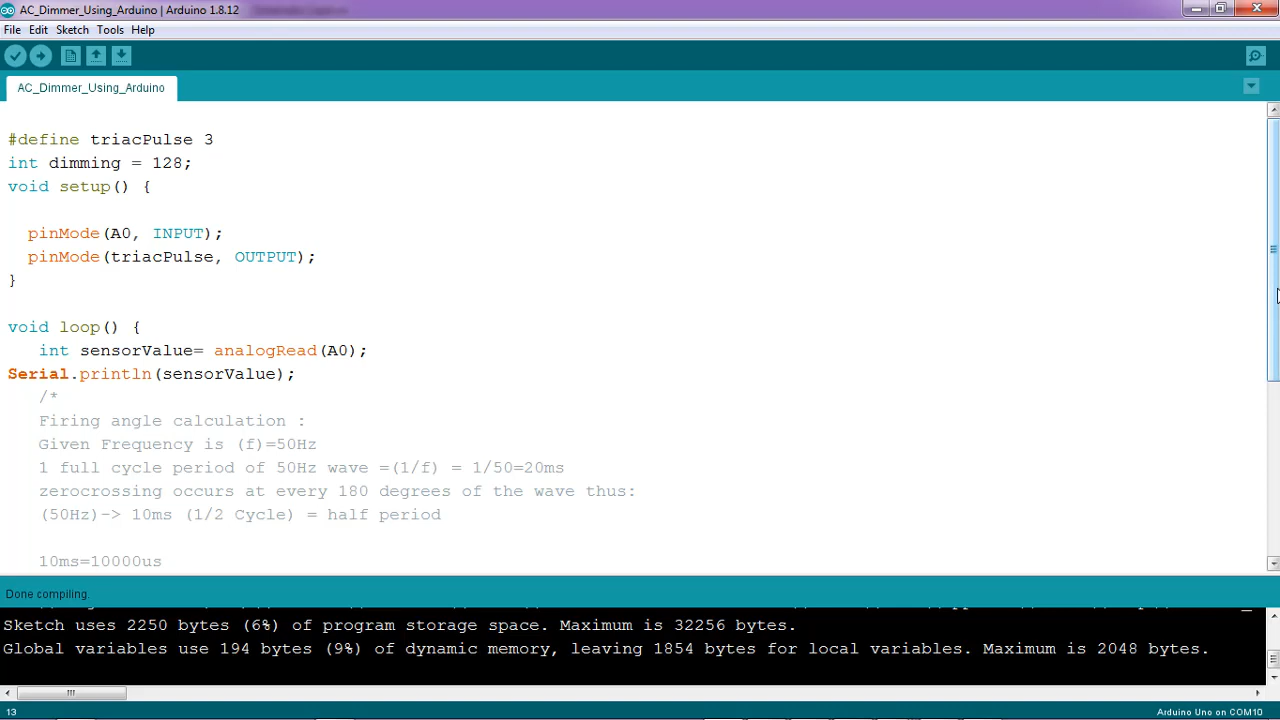 AC_Dimmer_Using_Arduino | Arduino 1.8.12
File Edit Sketch Tools Help
AC_Dimmer_Using_Arduino
#define triacPulse 3
int dimming = 128;
void setup() {
pinMode(A0, INPUT);
pinMode(triacPulse, OUTPUT);
}
void loop() {
int sensorValue= analogRead(A0);
Serial.println(sensorValue);
/*
Firing angle calculation :
Given Frequency is (f)=50Hz
1 full cycle period of 50Hz wave =(1/f) = 1/50=20ms
zerocrossing occurs at every 180 degrees of the wave thus:
(50Hz)-> 10ms (1/2 Cycle) = half period
10ms=10000us
Done compiling.
Sketch uses 2250 bytes (6%) of program storage space. Maximum is 32256 bytes.
Global variables use 194 bytes (9%) of dynamic memory, leaving 1854 bytes for local variables. Maximum is 2048 bytes.
13
Arduino Uno on COM10